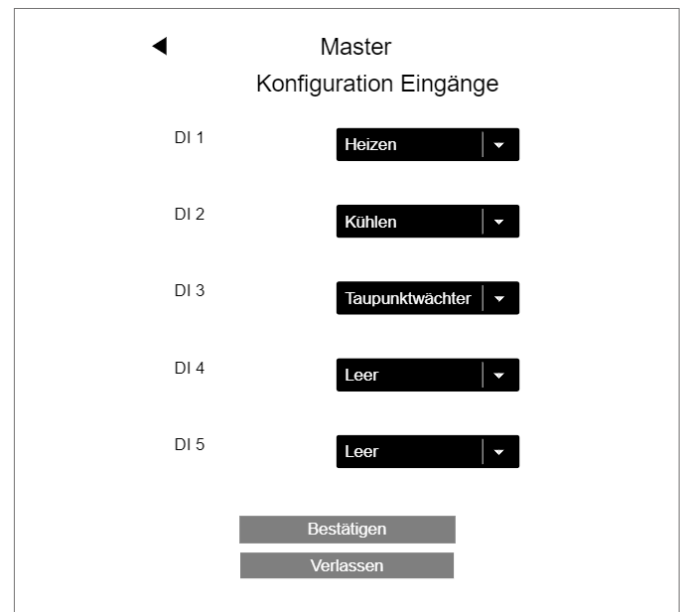 Master
Konfiguration Eingänge
DI 1 Heizen
DI 2 Kühlen
DI 3 Taupunktwächter
DI 4 Leer
DI 5 Leer
Bestätigen
Verlassen